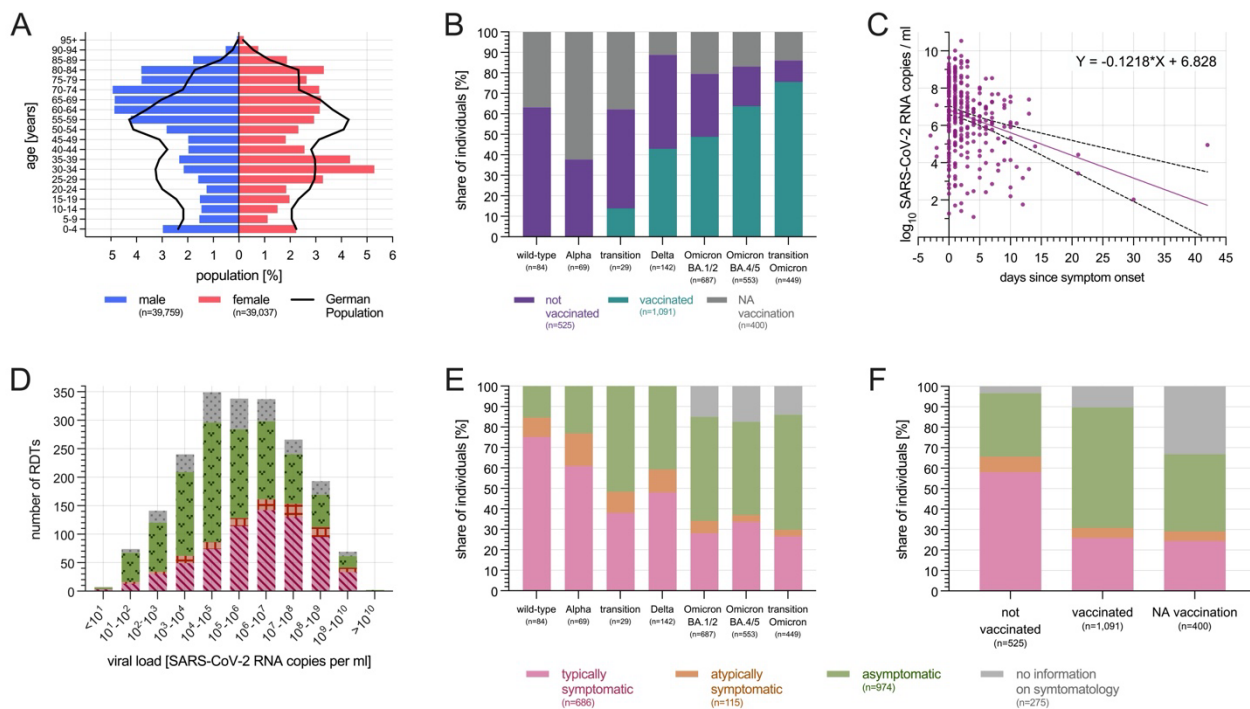 A
age [years]
95+
90-94
85-89
80-84
75-79
70-74
65-69
60-64
55-59
50-54
45-49
40-44
35-39
30-34
25-29
20-24
15-19
10-14
5-9
0-4
5 4 3 2 1 0 1 2 3 4 5 6
population [%]
male
(n=39,759)
female
(n=39,037)
German
Population
B
share of individuals [%]
100
90
80
70
60
50
40
30
20
10
0
wild-type
(n=84)
Alpha
(n=69)
transition
(n=29)
Delta
(n=142)
Omicron
BA.1/2
(n=687)
Omicron
BA.4/5
(n=553)
transition
Omicron
(n=449)
not
vaccinated
(n=525)
vaccinated
(n=1,091)
NA
vaccination
(n=400)
C
log10 SARS-CoV-2 RNA copies / ml
10
8
6
4
2
0
Y = -0.1218*X + 6.828
-5 0 5 10 15 20 25 30 35 40 45
days since symptom onset
D
number of RDTs
350
300
250
200
150
100
50
0
<10¹
10¹-10²
10²-10³
10³-10⁴
10⁴-10⁵
10⁵-10⁶
10⁶-10⁷
10⁷-10⁸
10⁸-10⁹
10⁹-10¹⁰
>10¹⁰
viral load [SARS-CoV-2 RNA copies per ml]
E
share of individuals [%]
100
90
80
70
60
50
40
30
20
10
0
wild-type
(n=84)
Alpha
(n=69)
transition
(n=29)
Delta
(n=142)
Omicron
BA.1/2
(n=687)
Omicron
BA.4/5
(n=553)
transition
Omicron
(n=449)
F
share of individuals [%]
100
90
80
70
60
50
40
30
20
10
0
not
vaccinated
(n=525)
vaccinated
(n=1,091)
NA vaccination
(n=400)
typically
symptomatic
(n=686)
atypically
symptomatic
(n=115)
asymptomatic
(n=974)
no information
on symtomatology
(n=275)